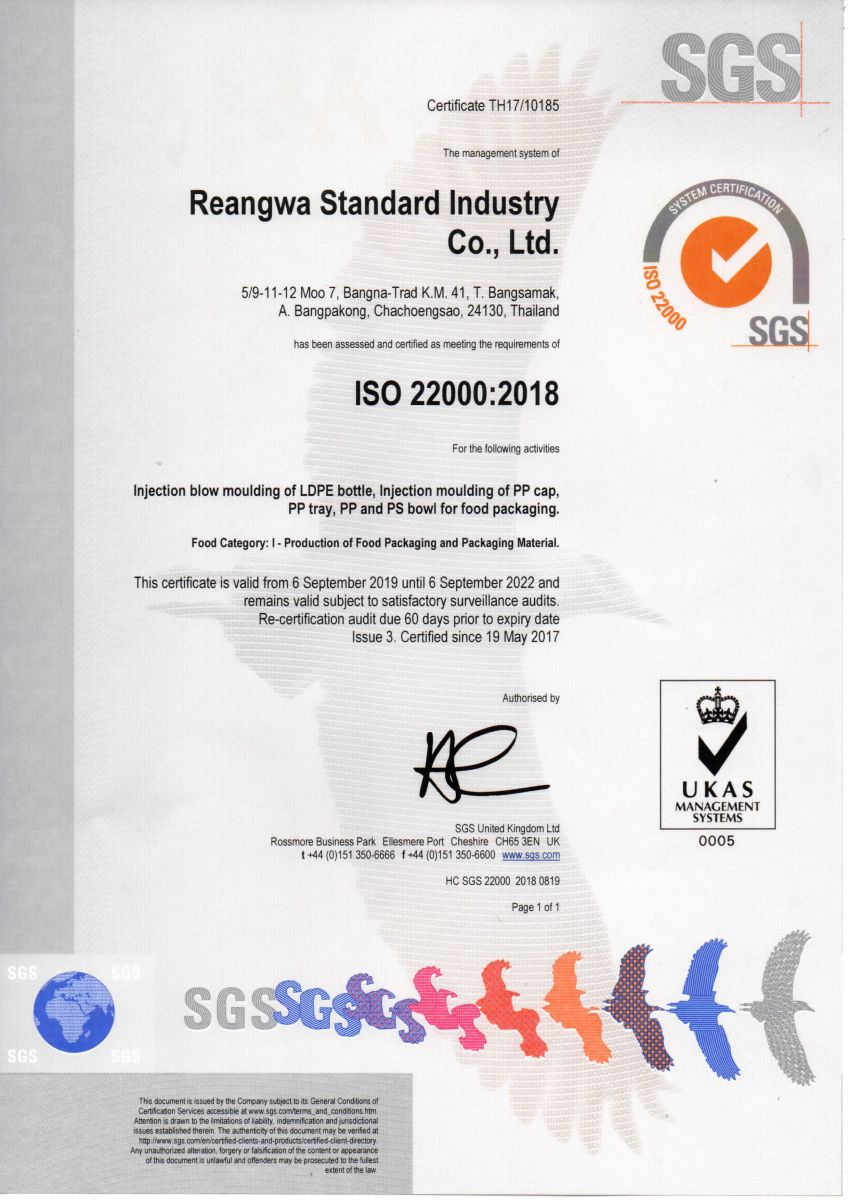 SGS
Certificate TH17/10185
The management system of
Reangwa Standard Industry
Co., Ltd.
SYSTEM CERTIFICATION
ISO 22000
SGS
5/9-11-12 Moo 7, Bangna-Trad K.M. 41, T. Bangsamak,
A. Bangpakong, Chachoengsao, 24130, Thailand
has been assessed and certified as meeting the requirements of
ISO 22000:2018
For the following activities
Injection blow moulding of LDPE bottle, Injection moulding of PP cap,
PP tray, PP and PS bowl for food packaging.
Food Category: I - Production of Food Packaging and Packaging Material.
This certificate is valid from 6 September 2019 until 6 September 2022 and
remains valid subject to satisfactory surveillance audits.
Re-certification audit due 60 days prior to expiry date
Issue 3. Certified since 19 May 2017
Authorised by
UKAS
MANAGEMENT
SYSTEMS
0005
SGS United Kingdom Ltd
Rossmore Business Park Ellesmere Port Cheshire CH65 3EN UK
t +44 (0)151 350-6666 f +44 (0)151 350-6600 www.sgs.com
HC SGS 22000 2018 0819
Page 1 of 1
SGS SGS
SGS SGS
SGS SGS SGS SGS
This document is issued by the Company subject to its General Conditions of
Certification Services accessible at www.sgs.com/terms_and_conditions.htm.
Attention is drawn to the limitations of liability, indemnification and jurisdictional
issues established therein. The authenticity of this document may be verified at
http://www.sgs.com/en/certified-clients-and-products/certified-client-directory.
Any unauthorized alteration, forgery or falsification of the content or appearance
of this document is unlawful and offenders may be prosecuted to the fullest
extent of the law.